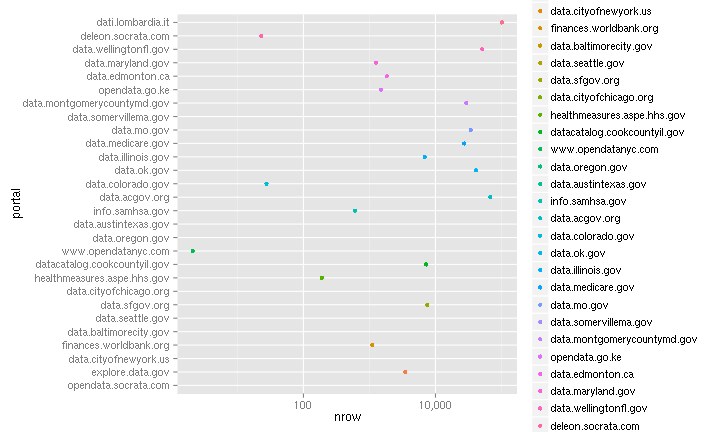 dati.lombardia.it
deleon.socrata.com
data.wellingtonfl.gov
data.maryland.gov
data.edmonton.ca
opendata.go.ke
data.montgomerycountymd.gov
data.somervillema.gov
data.mo.gov
data.medicare.gov
data.illinois.gov
data.ok.gov
data.colorado.gov
data.acgov.org
info.samhsa.gov
data.austintexas.gov
data.oregon.gov
www.opendatanyc.com
datacatalog.cookcountyil.gov
healthmeasures.aspe.hhs.gov
data.cityofchicago.org
data.sfgov.org
data.seattle.gov
data.baltimorecity.gov
finances.worldbank.org
data.cityofnewyork.us
explore.data.gov
opendata.socrata.com
portal
100
10,000
nrow
data.cityofnewyork.us
finances.worldbank.org
data.baltimorecity.gov
data.seattle.gov
data.sfgov.org
data.cityofchicago.org
healthmeasures.aspe.hhs.gov
datacatalog.cookcountyil.gov
www.opendatanyc.com
data.oregon.gov
data.austintexas.gov
info.samhsa.gov
data.acgov.org
data.colorado.gov
data.ok.gov
data.illinois.gov
data.medicare.gov
data.mo.gov
data.somervillema.gov
data.montgomerycountymd.gov
opendata.go.ke
data.edmonton.ca
data.maryland.gov
data.wellingtonfl.gov
deleon.socrata.com